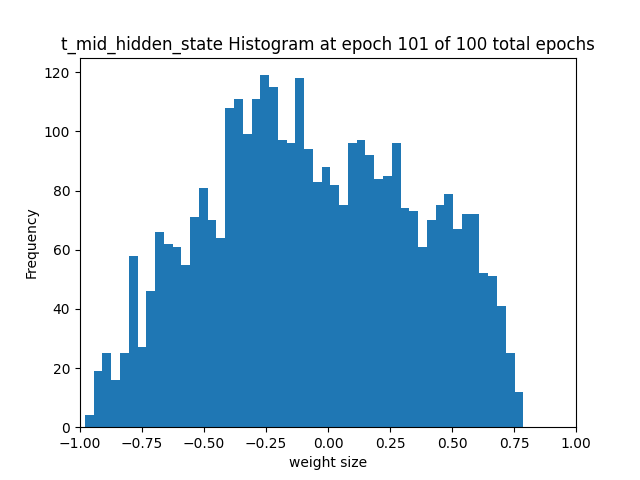 t_mid_hidden_state Histogram at epoch 101 of 100 total epochs
120
100
80
60
40
20
0
Frequency
−1.00 −0.75 −0.50 −0.25 0.00 0.25 0.50 0.75 1.00
weight size